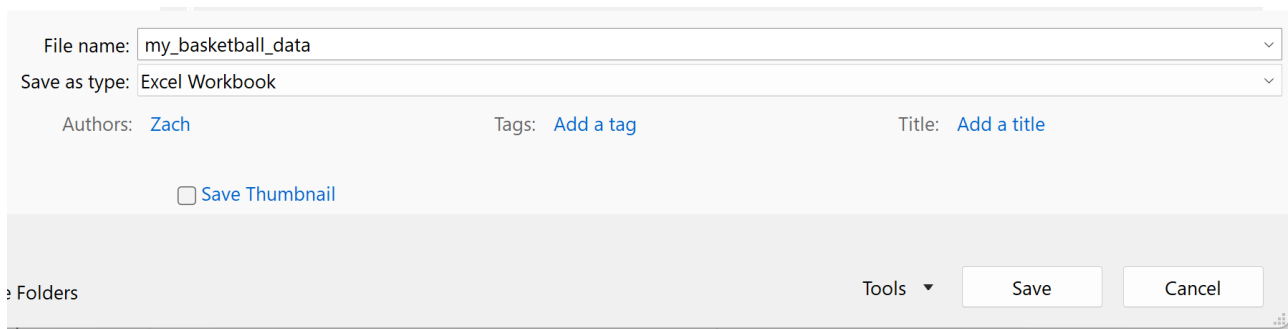 File name: my_basketball_data
Save as type: Excel Workbook
Authors: Zach Tags: Add a tag Title: Add a title
Save Thumbnail
Folders Tools Save Cancel